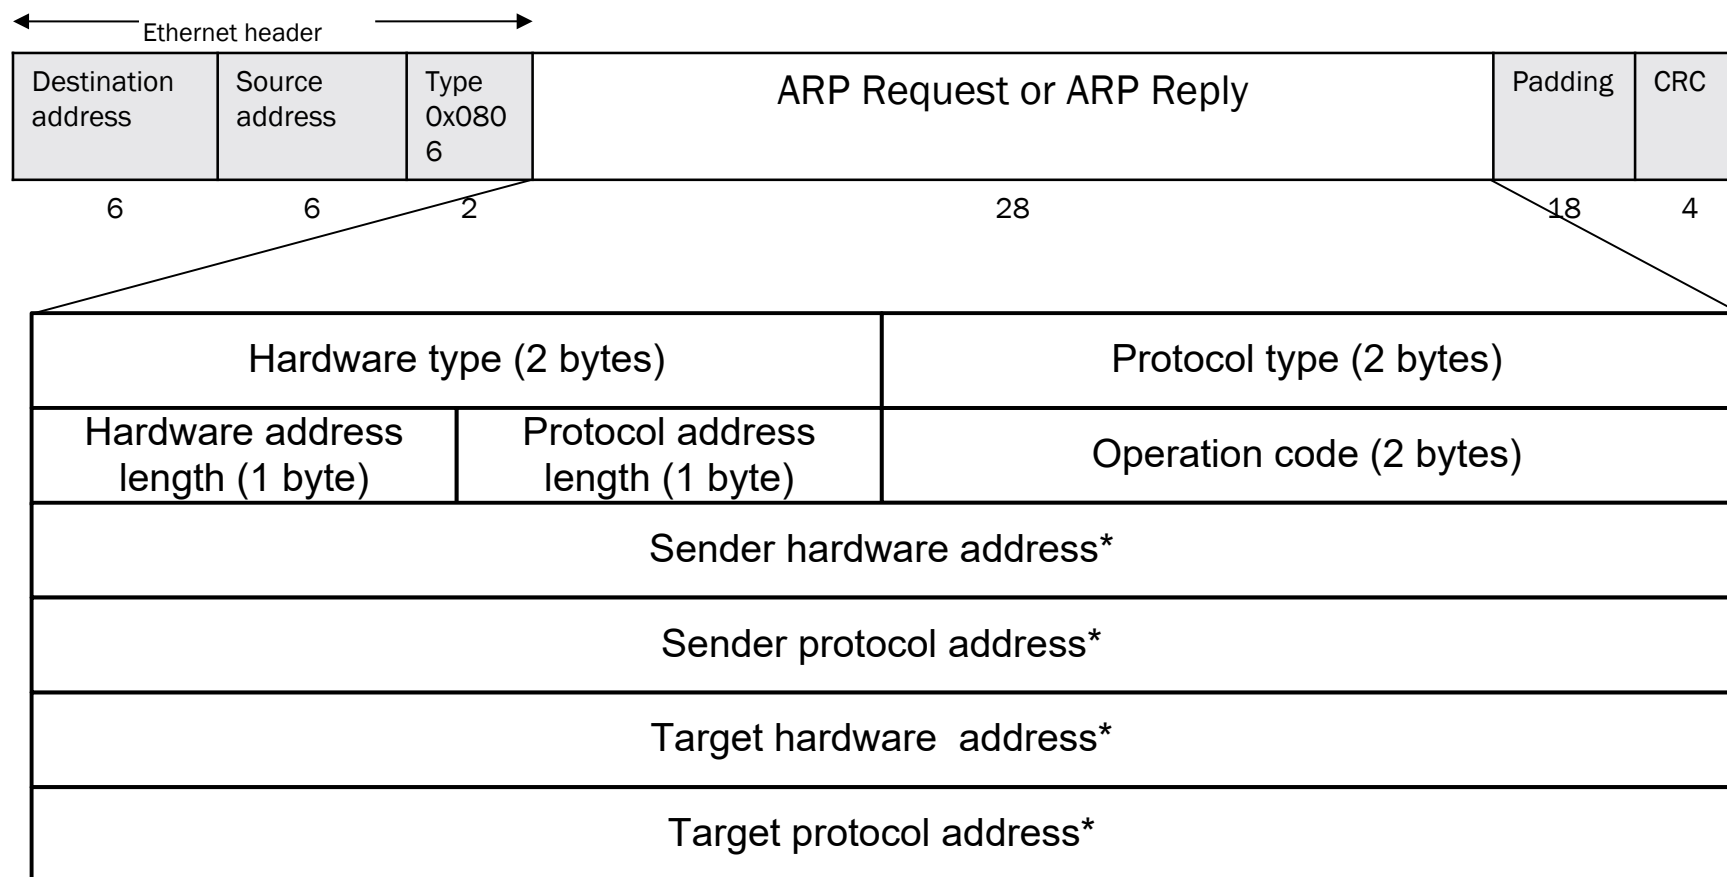 Ethernet header
Destination address
Source address
Type 0x080 6
ARP Request or ARP Reply
Padding
CRC
6
6
2
28
18
4
Hardware type (2 bytes)
Protocol type (2 bytes)
Hardware address
length (1 byte)
Protocol address
length (1 byte)
Operation code (2 bytes)
Sender hardware address*
Sender protocol address*
Target hardware  address*
Target protocol address*